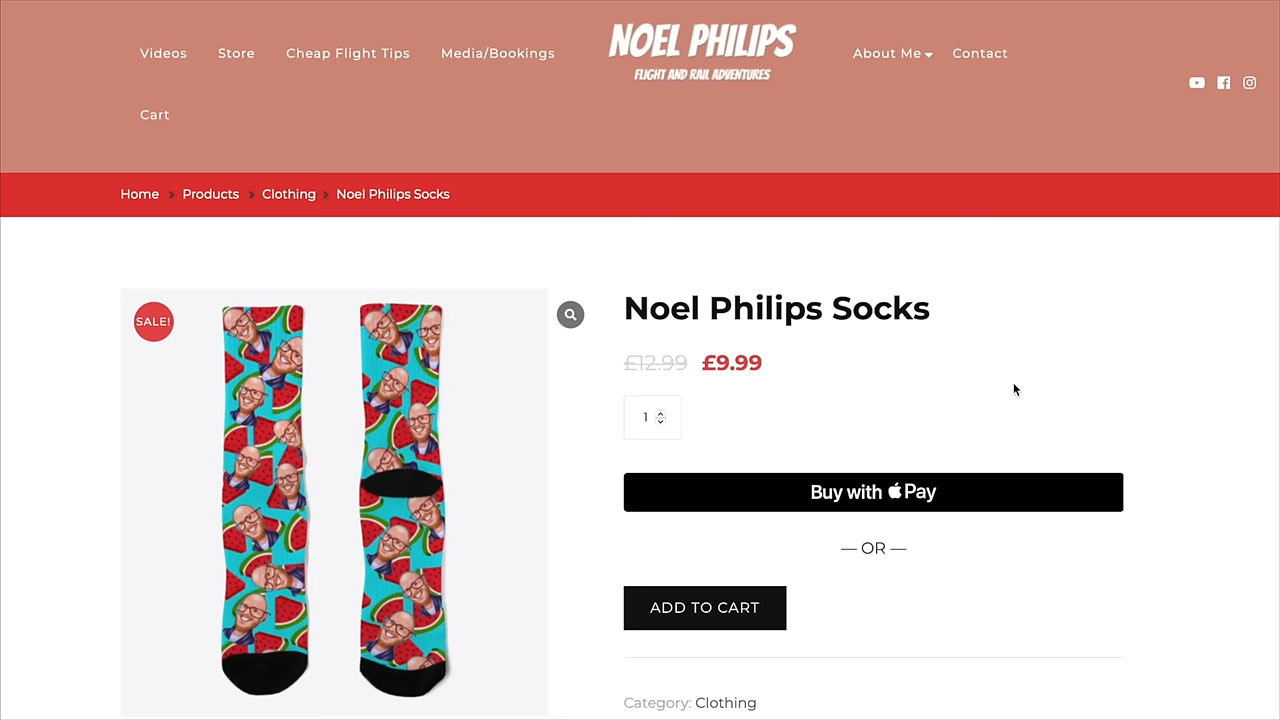 Videos
Store
Cheap Flight Tips
Media/Bookings
NOEL PHILIPS
FLIGHT AND RAIL ADVENTURES
About Me
Contact
Cart
Home
Products
Clothing
Noel Philips Socks
SALE!
Noel Philips Socks
£12.99 £9.99
1
Buy with Pay
— OR —
ADD TO CART
Category: Clothing